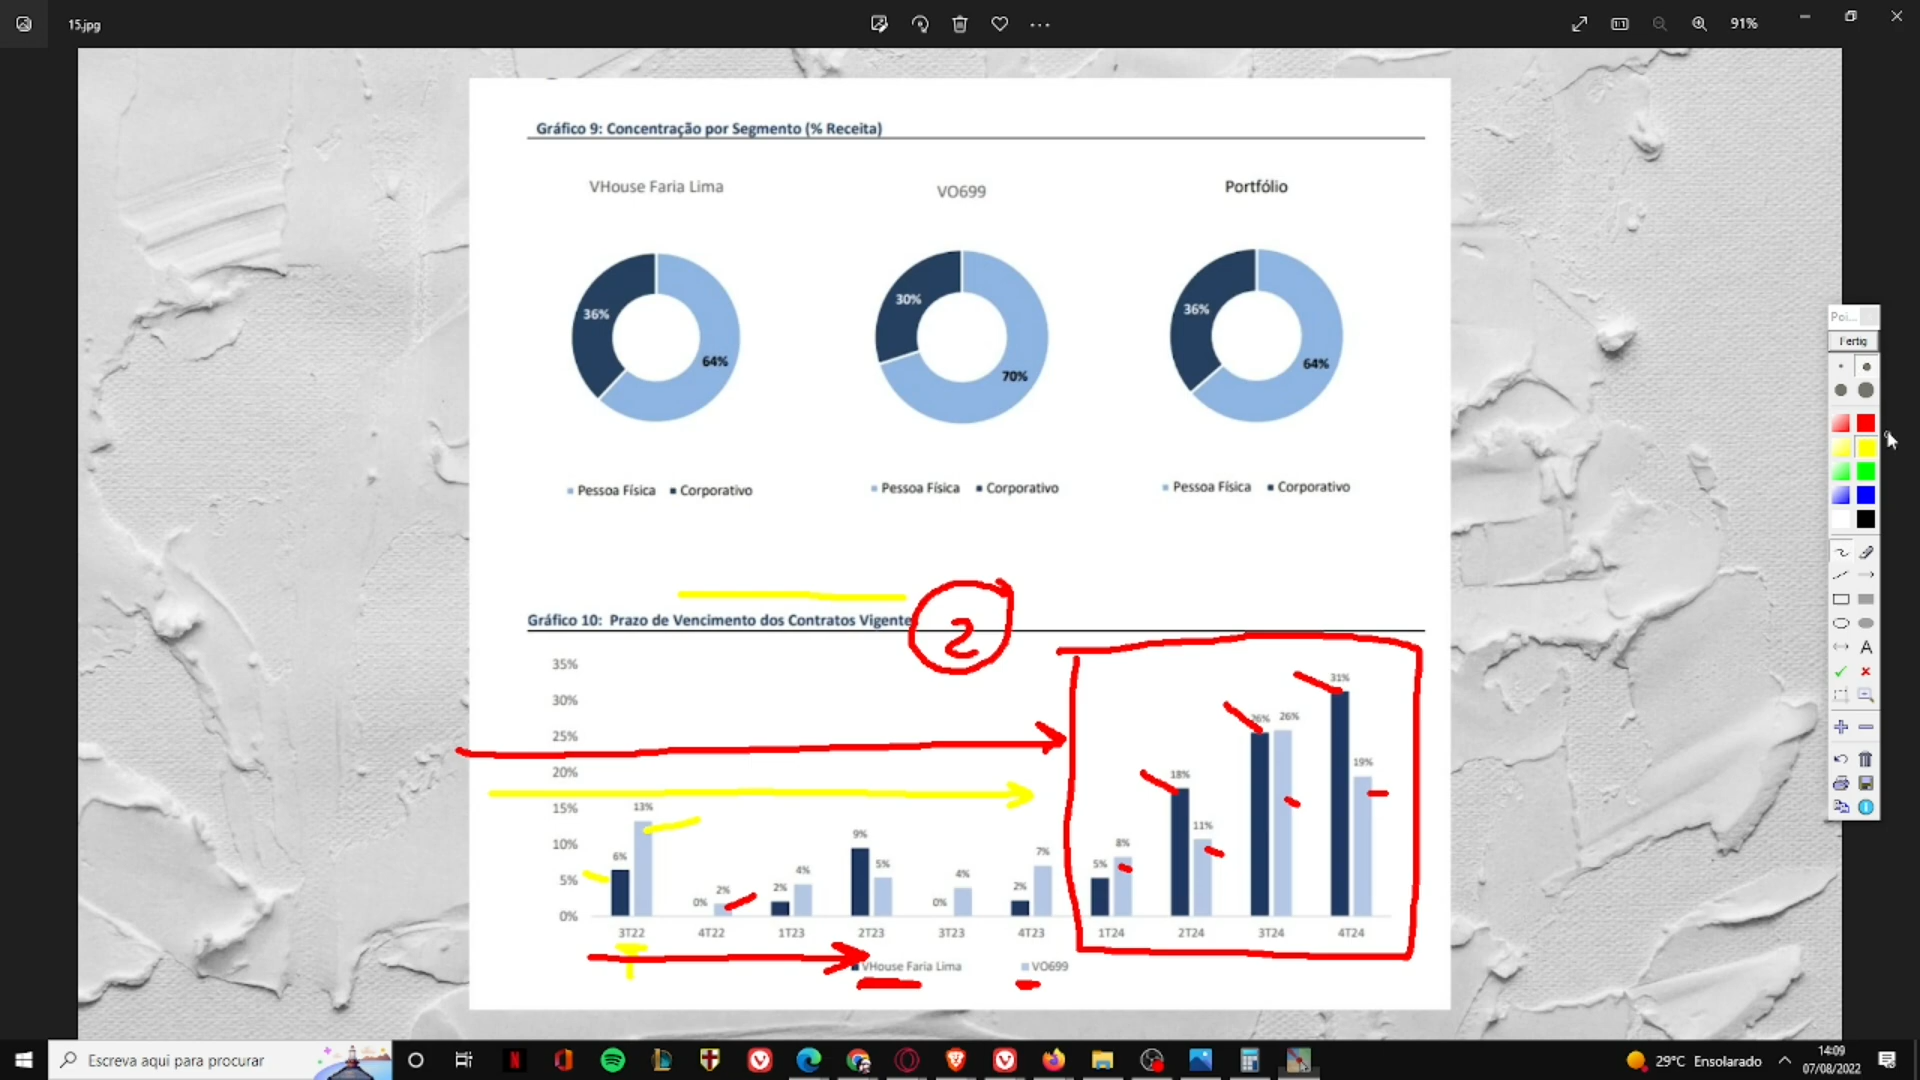 15.jpg
91%
Gráfico 9: Concentração por Segmento (% Receita)
VHouse Faria Lima
VO699
Portfólio
36%
64%
30%
70%
36%
64%
Pessoa Física Corporativo
Pessoa Física Corporativo
Pessoa Física Corporativo
Gráfico 10: Prazo de Vencimento dos Contratos Vigente
2
35%
30%
25%
20%
15%
10%
5%
0%
6% 13%
0% 2%
2% 4%
9% 5%
0% 4%
2% 7%
5% 8%
18% 11%
26% 26%
31% 19%
3T22 4T22 1T23 2T23 3T23 4T23 1T24 2T24 3T24 4T24
VHouse Faria Lima VO699
Poi...
Fertig
A
Escreva aqui para procurar
29°C Ensolarado
14:09
07/08/2022